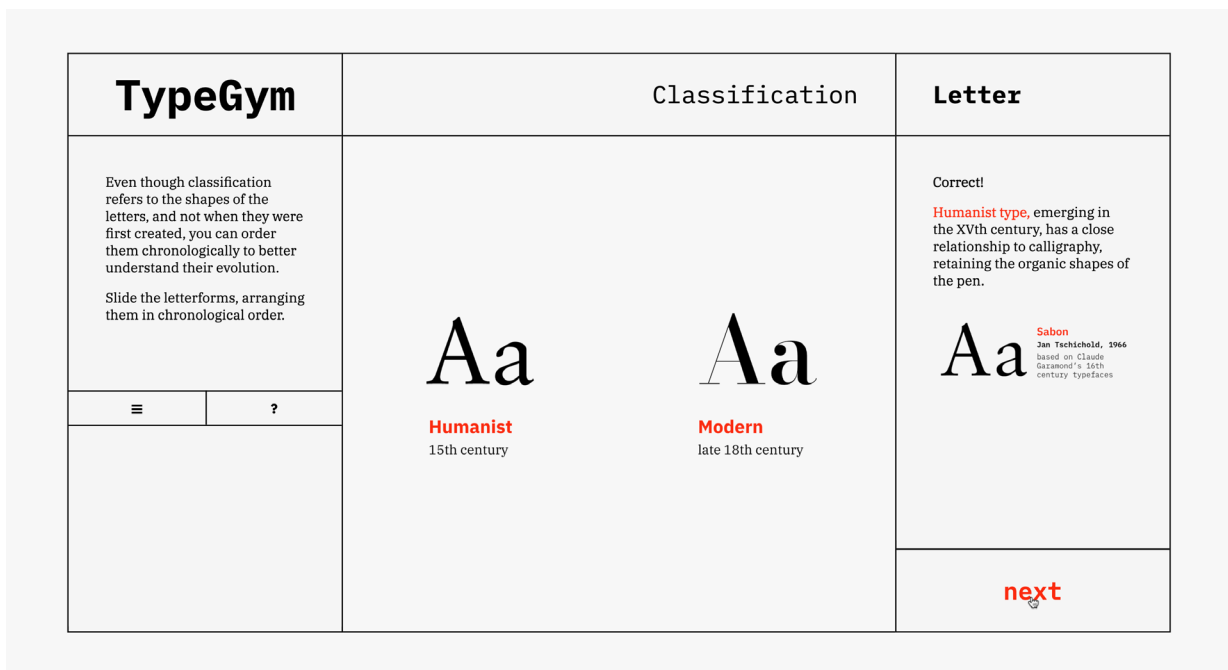 TypeGym
Classification
Letter
Even though classification
refers to the shapes of the
letters, and not when they were
first created, you can order
them chronologically to better
understand their evolution.
Slide the letterforms, arranging
them in chronological order.
?
Aa
Humanist
15th century
Aa
Modern
late 18th century
Correct!
Humanist type, emerging in
the XVth century, has a close
relationship to calligraphy,
retaining the organic shapes of
the pen.
Aa
Sabon
Jan Tschichold, 1966
based on Claude
Garamond's 16th
century typefaces
next